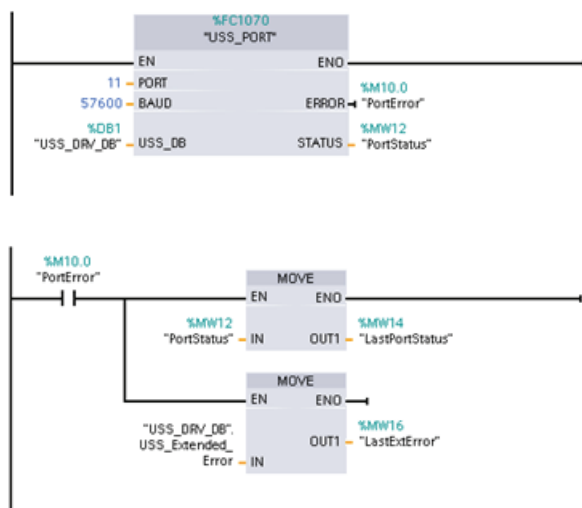 %FC1070
"USS_PORT"
EN ENO
11 PORT
%M10.0
57600 BAUD ERROR "PortError"
%DB1 %MW12
"USS_DRV_DB" USS_DB STATUS "PortStatus"
%M10.0
"PortError"
MOVE
EN ENO
%MW12 %MW14
"PortStatus" IN OUT1 "LastPortStatus"
MOVE
EN ENO
"USS_DRV_DB". %MW16
USS_Extended_ OUT1 "LastExtError"
Error IN